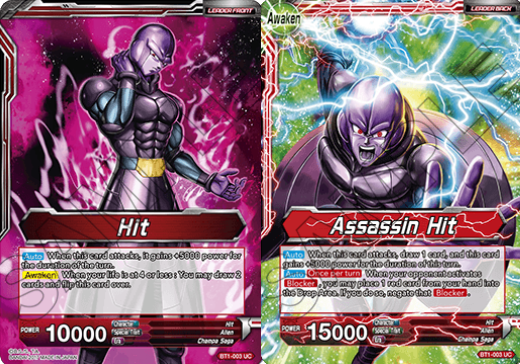 LEADER FRONT
Hit
Auto When this card attacks, it gains +5000 power for
the duration of the turn.
Awaken When your life is at 4 or less : You may draw 2
cards and flip this card over.
POWER 10000
Character Hit
Alien
Champa Saga
BT1-003 UC
Awaken
LEADER BACK
Assassin Hit
Auto When this card attacks, draw 1 card, and this card
gains +5000 power for the duration of this turn.
Auto Once per turn When your opponent activates
Blocker, you may place 1 red card from your hand
into the Drop Area. If you do so, negate that Blocker.
POWER 15000
Character Hit
Alien
Champa Saga
BT1-003 UC